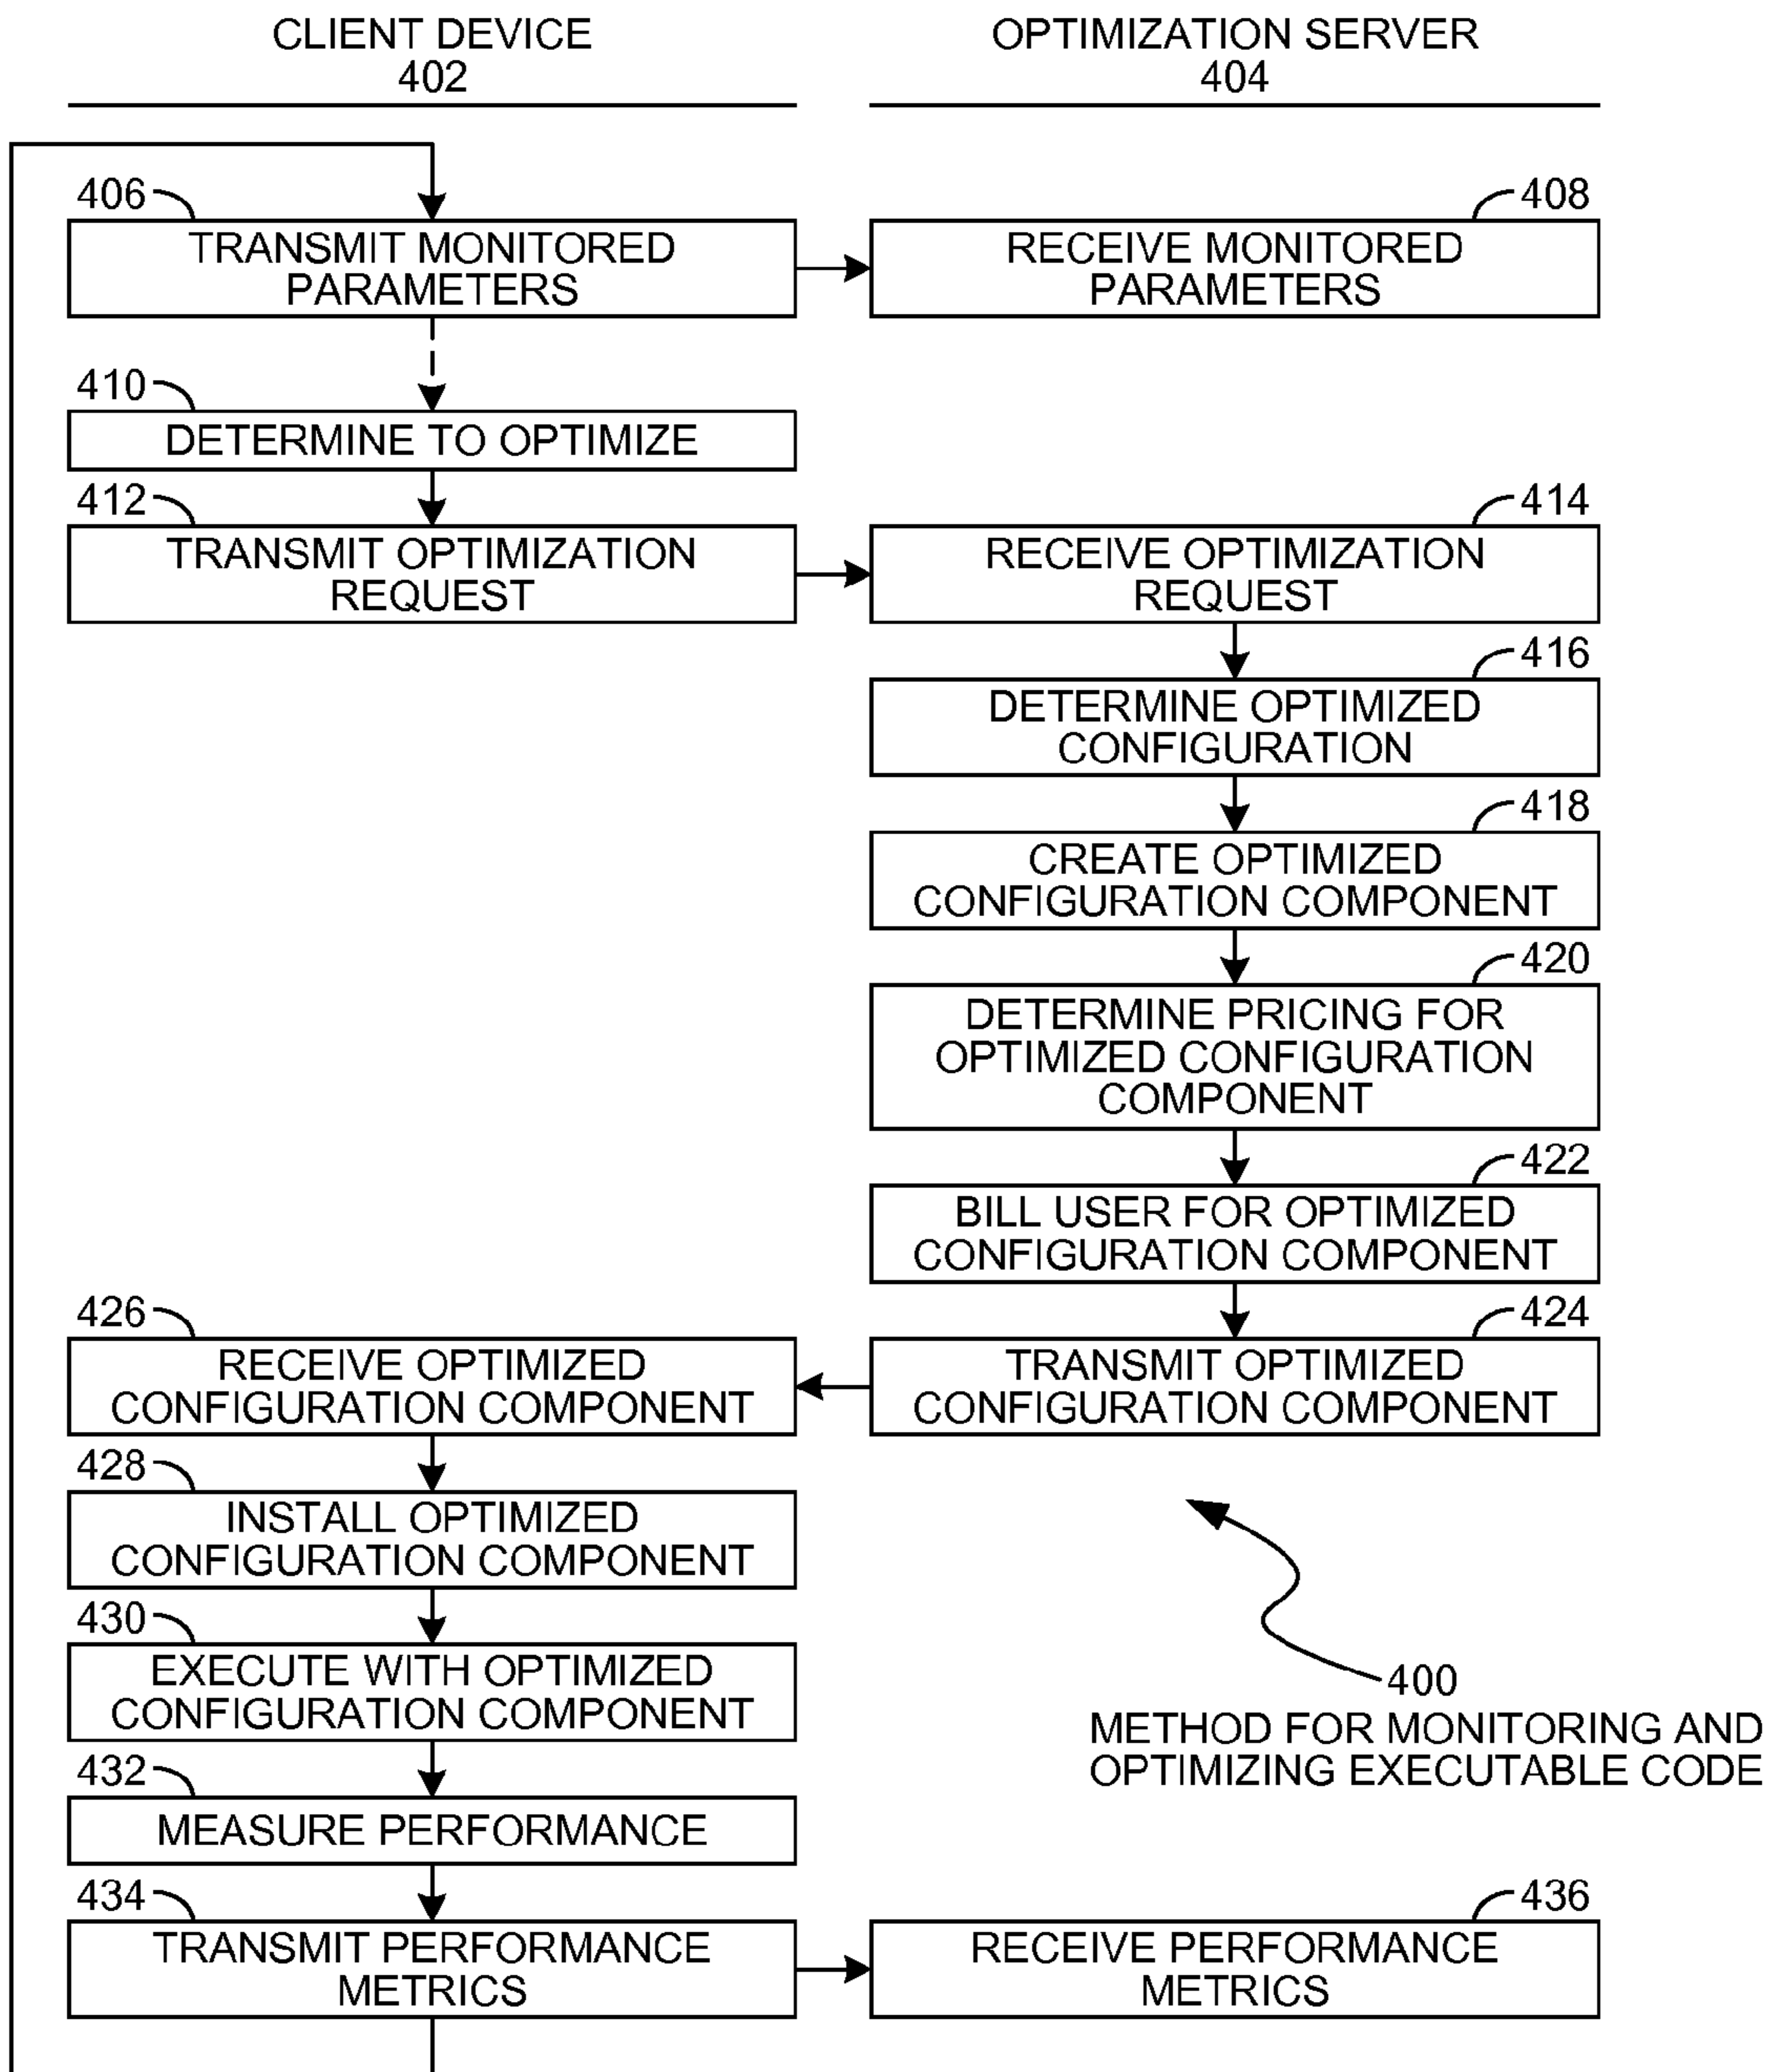 CLIENT DEVICE
402
OPTIMIZATION SERVER
404
406
TRANSMIT MONITORED
PARAMETERS
408
RECEIVE MONITORED
PARAMETERS
410
DETERMINE TO OPTIMIZE
412
TRANSMIT OPTIMIZATION
REQUEST
414
RECEIVE OPTIMIZATION
REQUEST
416
DETERMINE OPTIMIZED
CONFIGURATION
418
CREATE OPTIMIZED
CONFIGURATION COMPONENT
420
DETERMINE PRICING FOR
OPTIMIZED CONFIGURATION
COMPONENT
422
BILL USER FOR OPTIMIZED
CONFIGURATION COMPONENT
424
TRANSMIT OPTIMIZED
CONFIGURATION COMPONENT
426
RECEIVE OPTIMIZED
CONFIGURATION COMPONENT
428
INSTALL OPTIMIZED
CONFIGURATION COMPONENT
430
EXECUTE WITH OPTIMIZED
CONFIGURATION COMPONENT
432
MEASURE PERFORMANCE
434
TRANSMIT PERFORMANCE
METRICS
436
RECEIVE PERFORMANCE
METRICS
400
METHOD FOR MONITORING AND
OPTIMIZING EXECUTABLE CODE